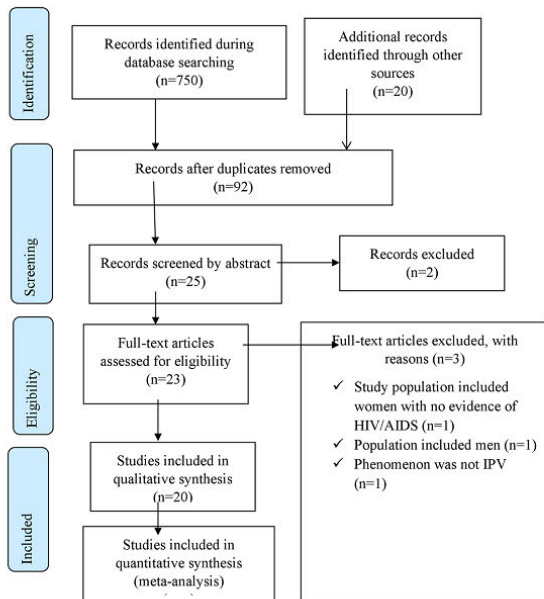 Identification
Records identified during
database searching
(n=750)
Additional records
identified through other
sources
(n=20)
Records after duplicates removed
(n=92)
Screening
Records screened by abstract
(n=25)
Records excluded
(n=2)
Eligibility
Full-text articles
assessed for eligibility
(n=23)
Full-text articles excluded, with
reasons (n=3)
✓ Study population included
women with no evidence of
HIV/AIDS (n=1)
✓ Population included men (n=1)
✓ Phenomenon was not IPV
(n=1)
Included
Studies included in
qualitative synthesis
(n=20)
Studies included in
quantitative synthesis
(meta-analysis)